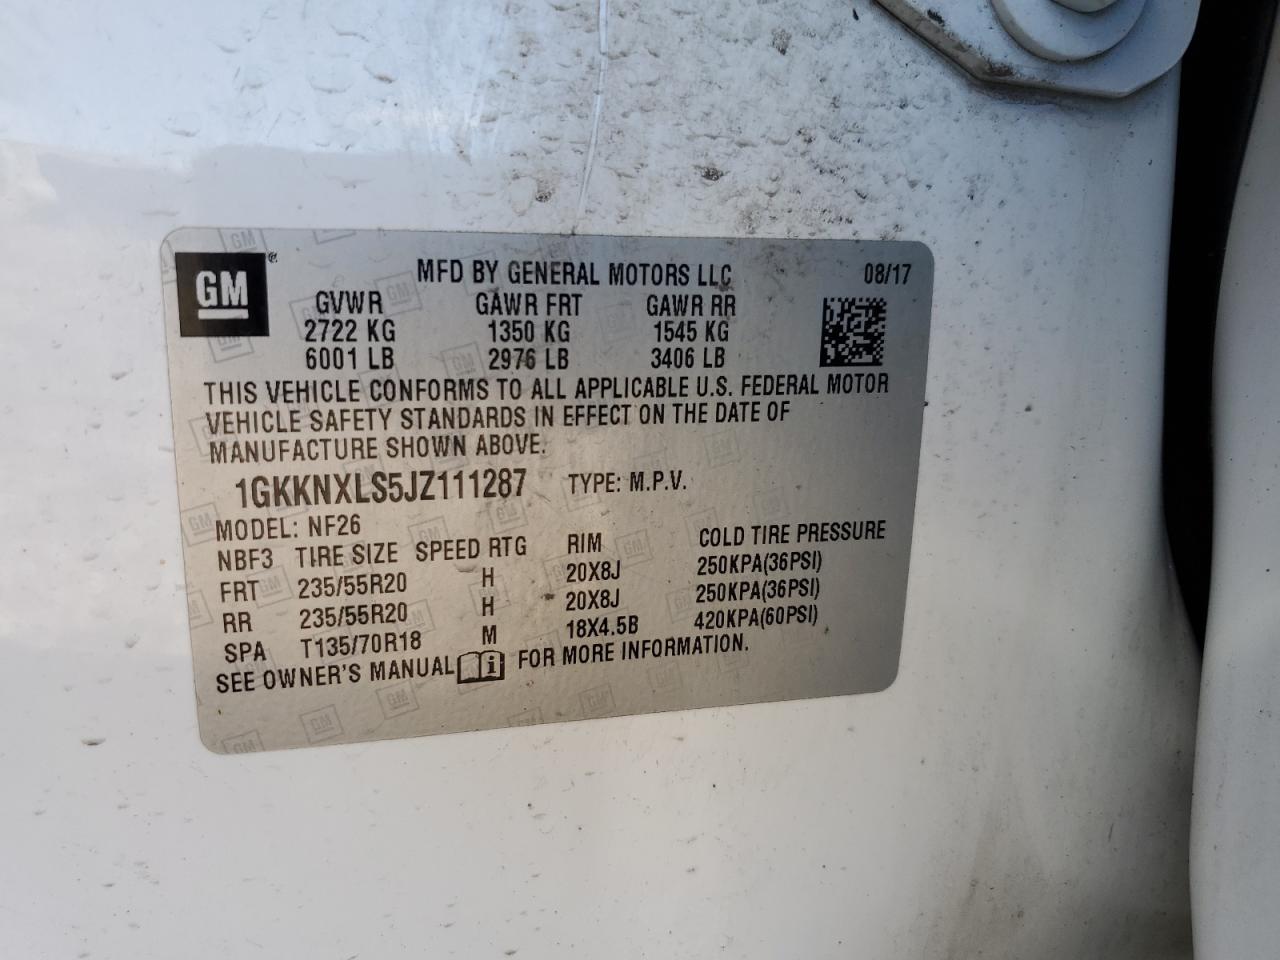 GM
MFD BY GENERAL MOTORS LLC 08/17
GVWR GAWR FRT GAWR RR
2722 KG 1350 KG 1545 KG
6001 LB 2976 LB 3406 LB
THIS VEHICLE CONFORMS TO ALL APPLICABLE U.S. FEDERAL MOTOR
VEHICLE SAFETY STANDARDS IN EFFECT ON THE DATE OF
MANUFACTURE SHOWN ABOVE.
1GKKNXLS5JZ111287 TYPE: M.P.V.
MODEL: NF26
NBF3 TIRE SIZE SPEED RTG RIM COLD TIRE PRESSURE
FRT 235/55R20 H 20X8J 250KPA(36PSI)
RR 235/55R20 H 20X8J 250KPA(36PSI)
SPA T135/70R18 M 18X4.5B 420KPA(60PSI)
SEE OWNER'S MANUAL FOR MORE INFORMATION.